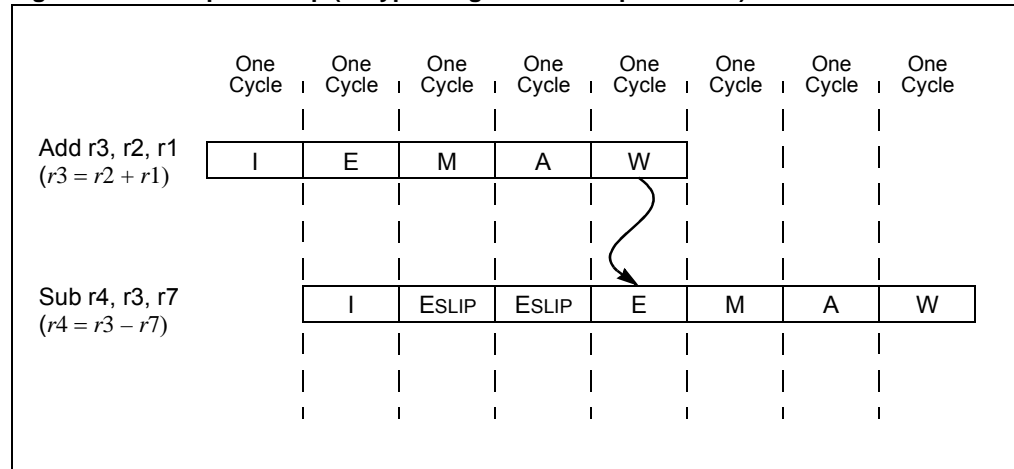 One One One One One One One One
Cycle Cycle Cycle Cycle Cycle Cycle Cycle Cycle
Add r3, r2, r1
(r3 = r2 + r1)
I E M A W
Sub r4, r3, r7
(r4 = r3 – r7)
I ESLIP ESLIP E M A W